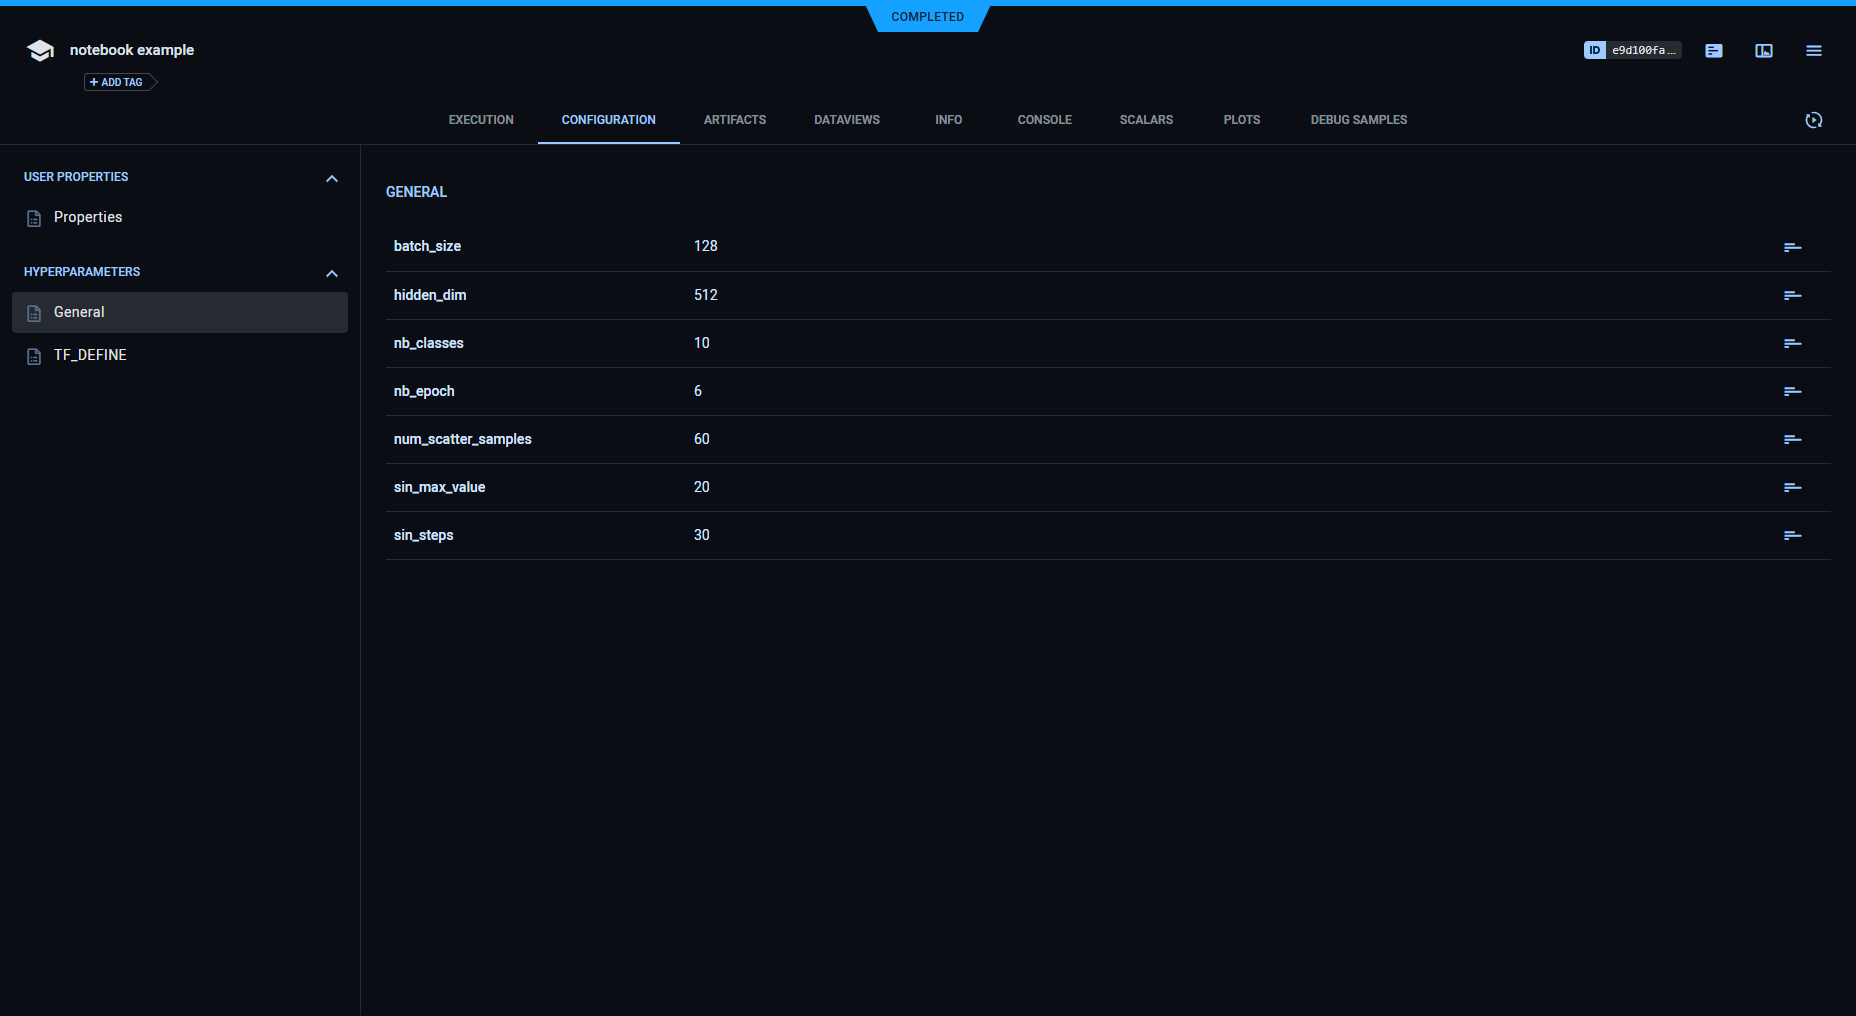 COMPLETED
notebook example
ID e9d100fa...
+ ADD TAG
EXECUTION CONFIGURATION ARTIFACTS DATAVIEWS INFO CONSOLE SCALARS PLOTS DEBUG SAMPLES
USER PROPERTIES
Properties
HYPERPARAMETERS
General
TF_DEFINE
GENERAL
batch_size 128
hidden_dim 512
nb_classes 10
nb_epoch 6
num_scatter_samples 60
sin_max_value 20
sin_steps 30